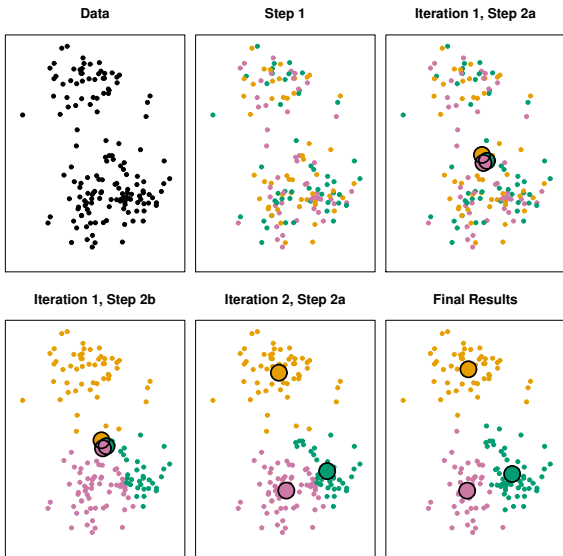 Data
Step 1
Iteration 1, Step 2a
Iteration 1, Step 2b
Iteration 2, Step 2a
Final Results